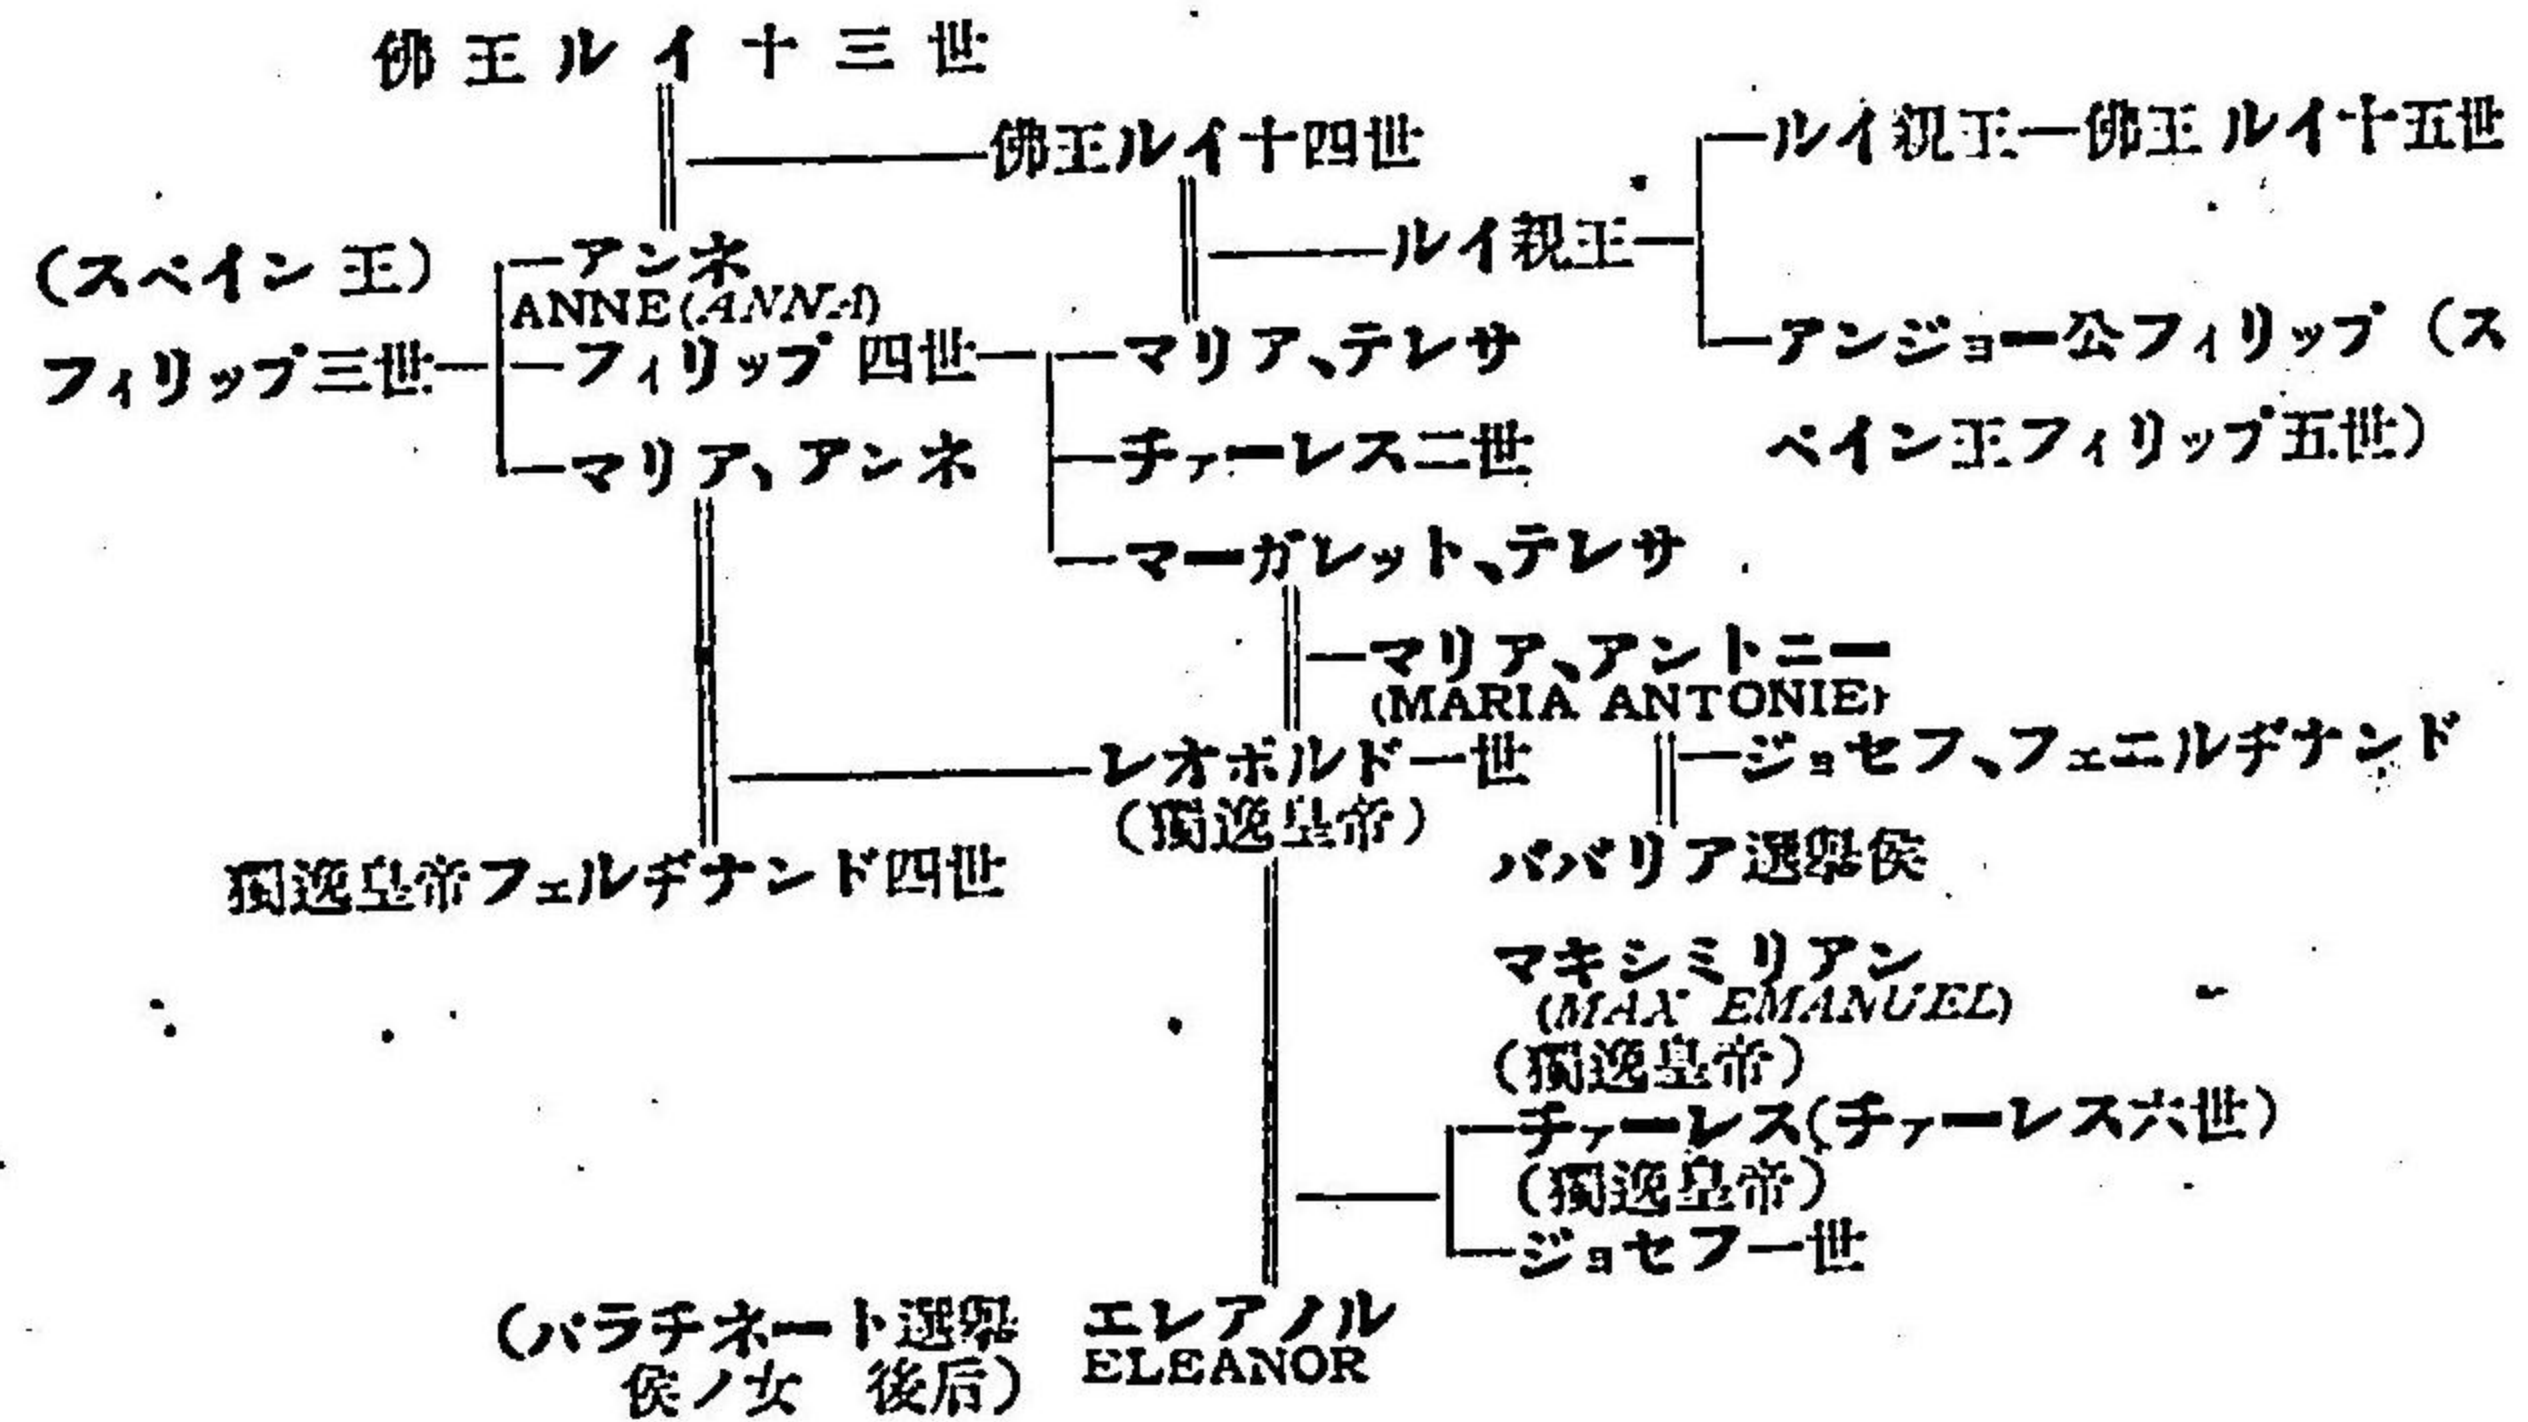 佛王ルイ十三世
佛王ルイ十四世
ルイ親王―佛王ルイ十五世
ルイ親王
(スペイン王)
アンネ
ANNE (ANNA)
アンジョー公フィリップ (ス
ペイン王フィリップ五世)
フィリップ三世
フィリップ四世
マリア、テレサ
マリア、アンネ
チァーレス二世
マーガレット、テレサ
マリア、アントニー
(MARIA ANTONIE)
レオポルド一世
(獨逸皇帝)
ジョセフ、フェエルヂナンド
獨逸皇帝フェルヂナンド四世
ババリア選擧侯
マキシミリアン
(MAX EMANUEL)
(獨逸皇帝)
チァーレス(チァーレス六世)
(獨逸皇帝)
ジョセフ一世
(パラチネート選擧
侯ノ女 後后)
エレアノル
ELEANOR